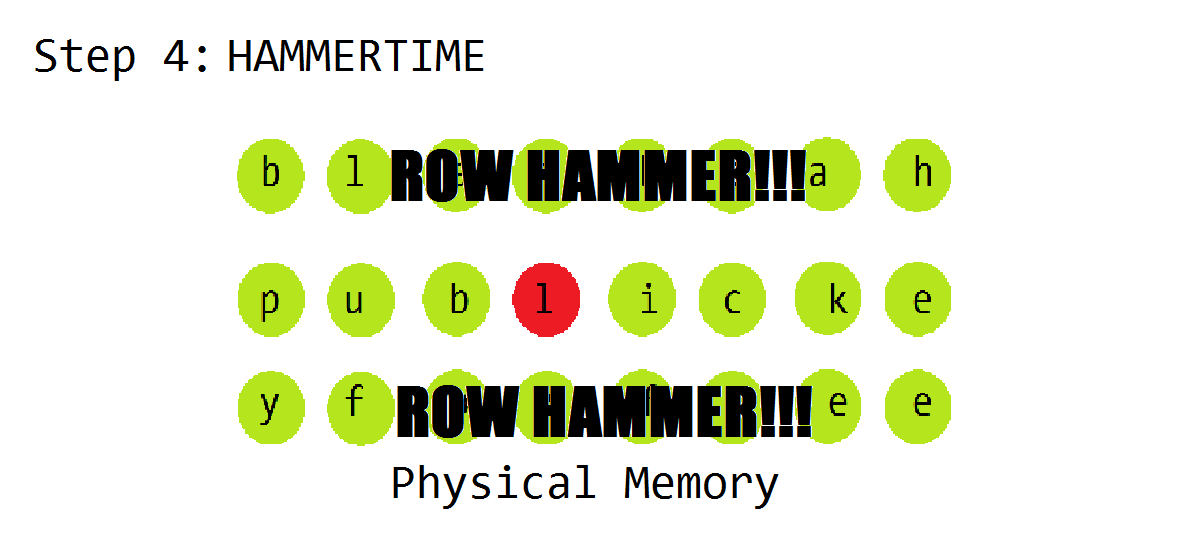 Step 4: HAMMERTIME
b l ROW HAMMER!!! a h
p u b l i c k e
y f ROW HAMMER!!! e e
Physical Memory